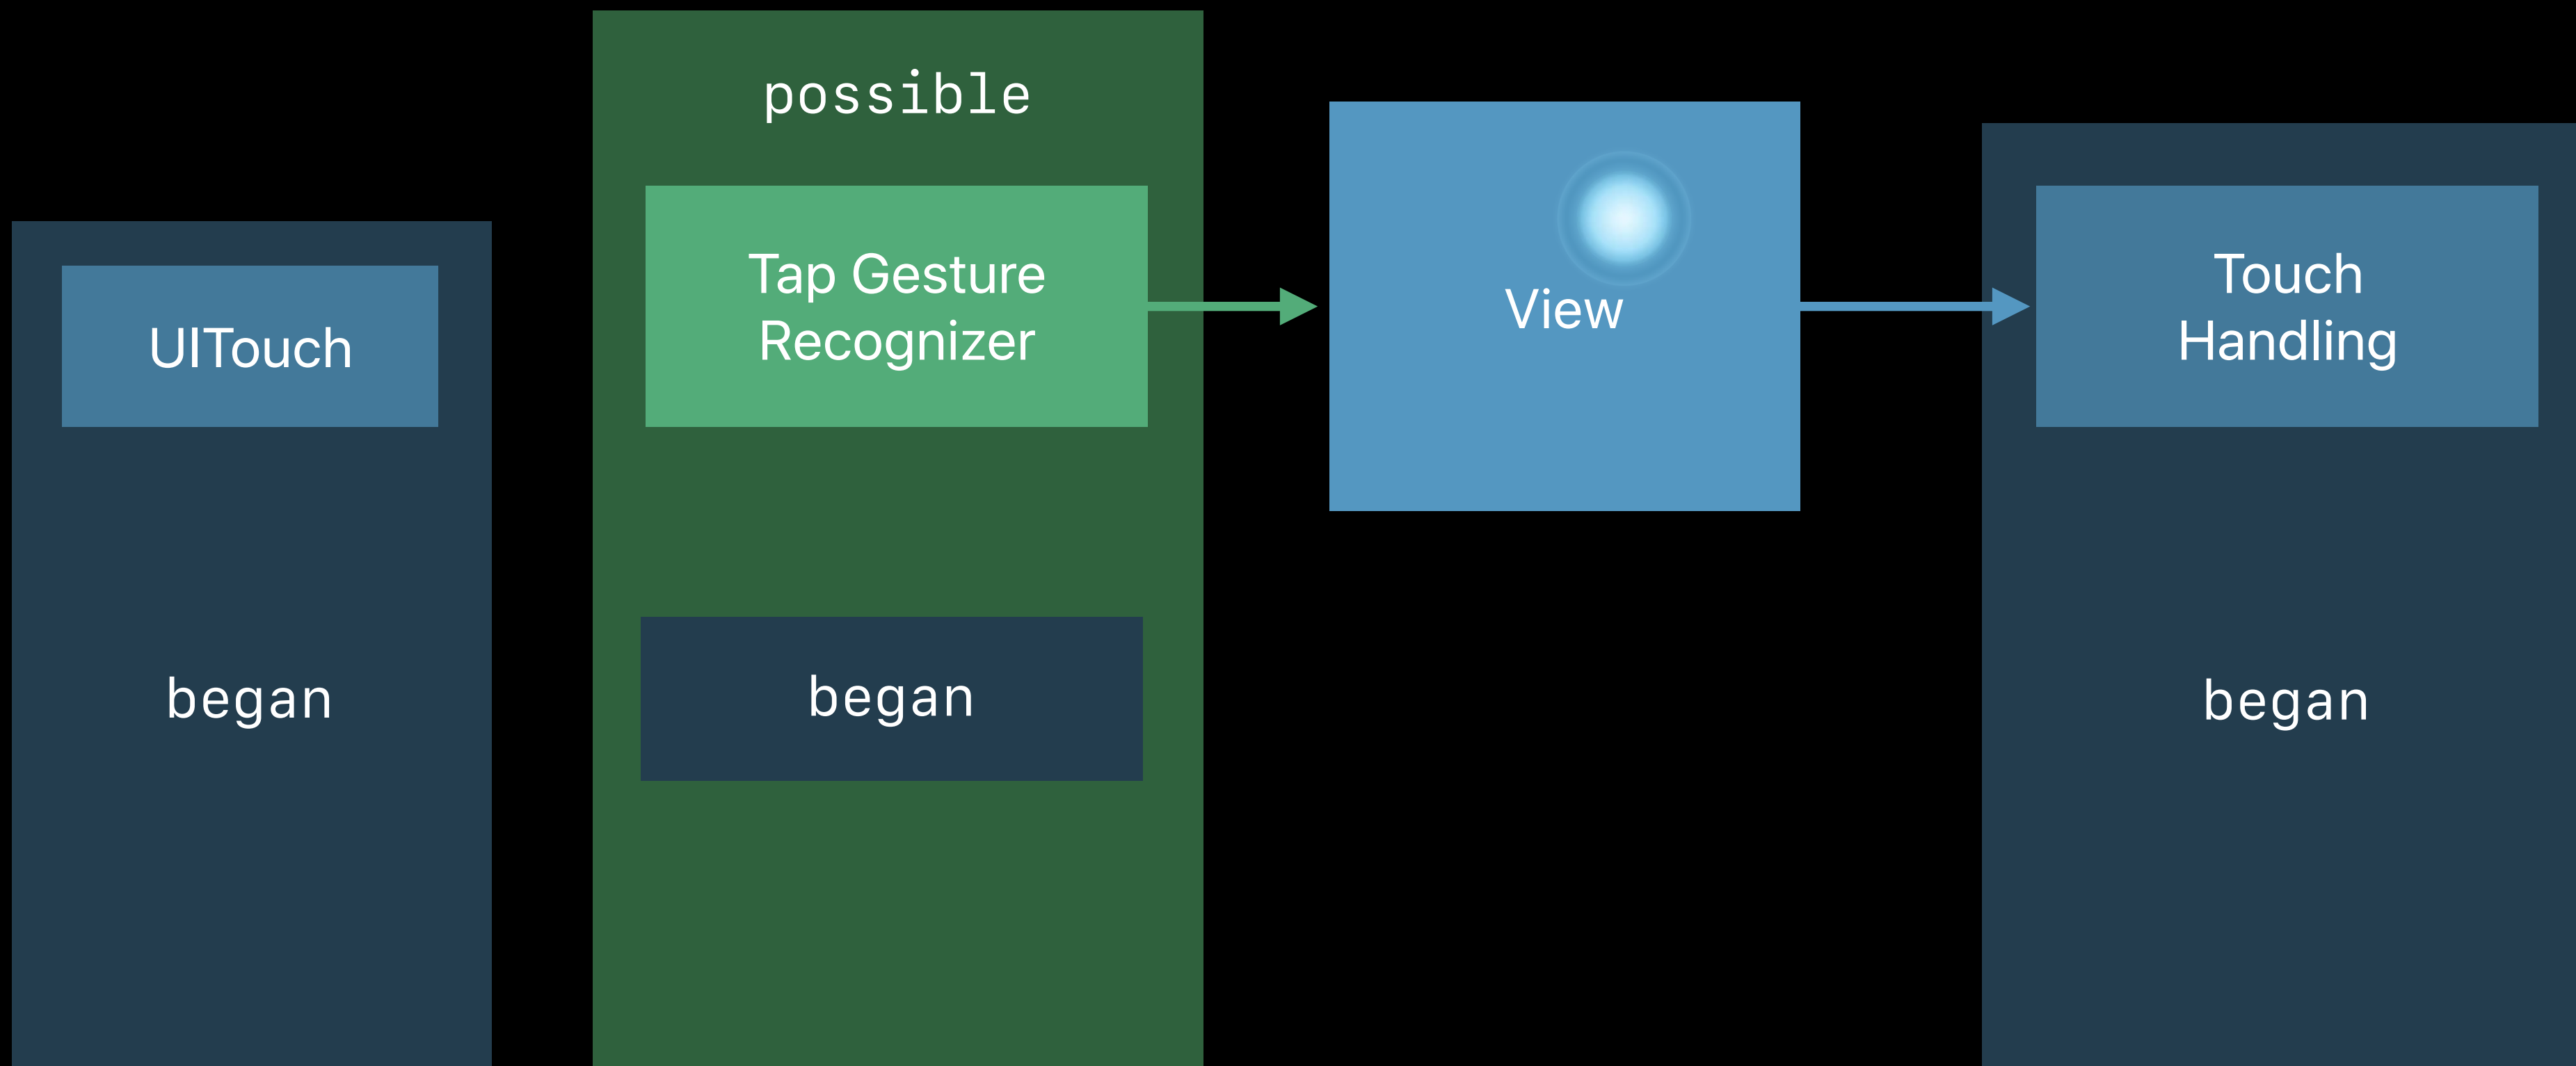 possible
UITouch
Tap Gesture
Recognizer
View
Touch
Handling
began
began
began